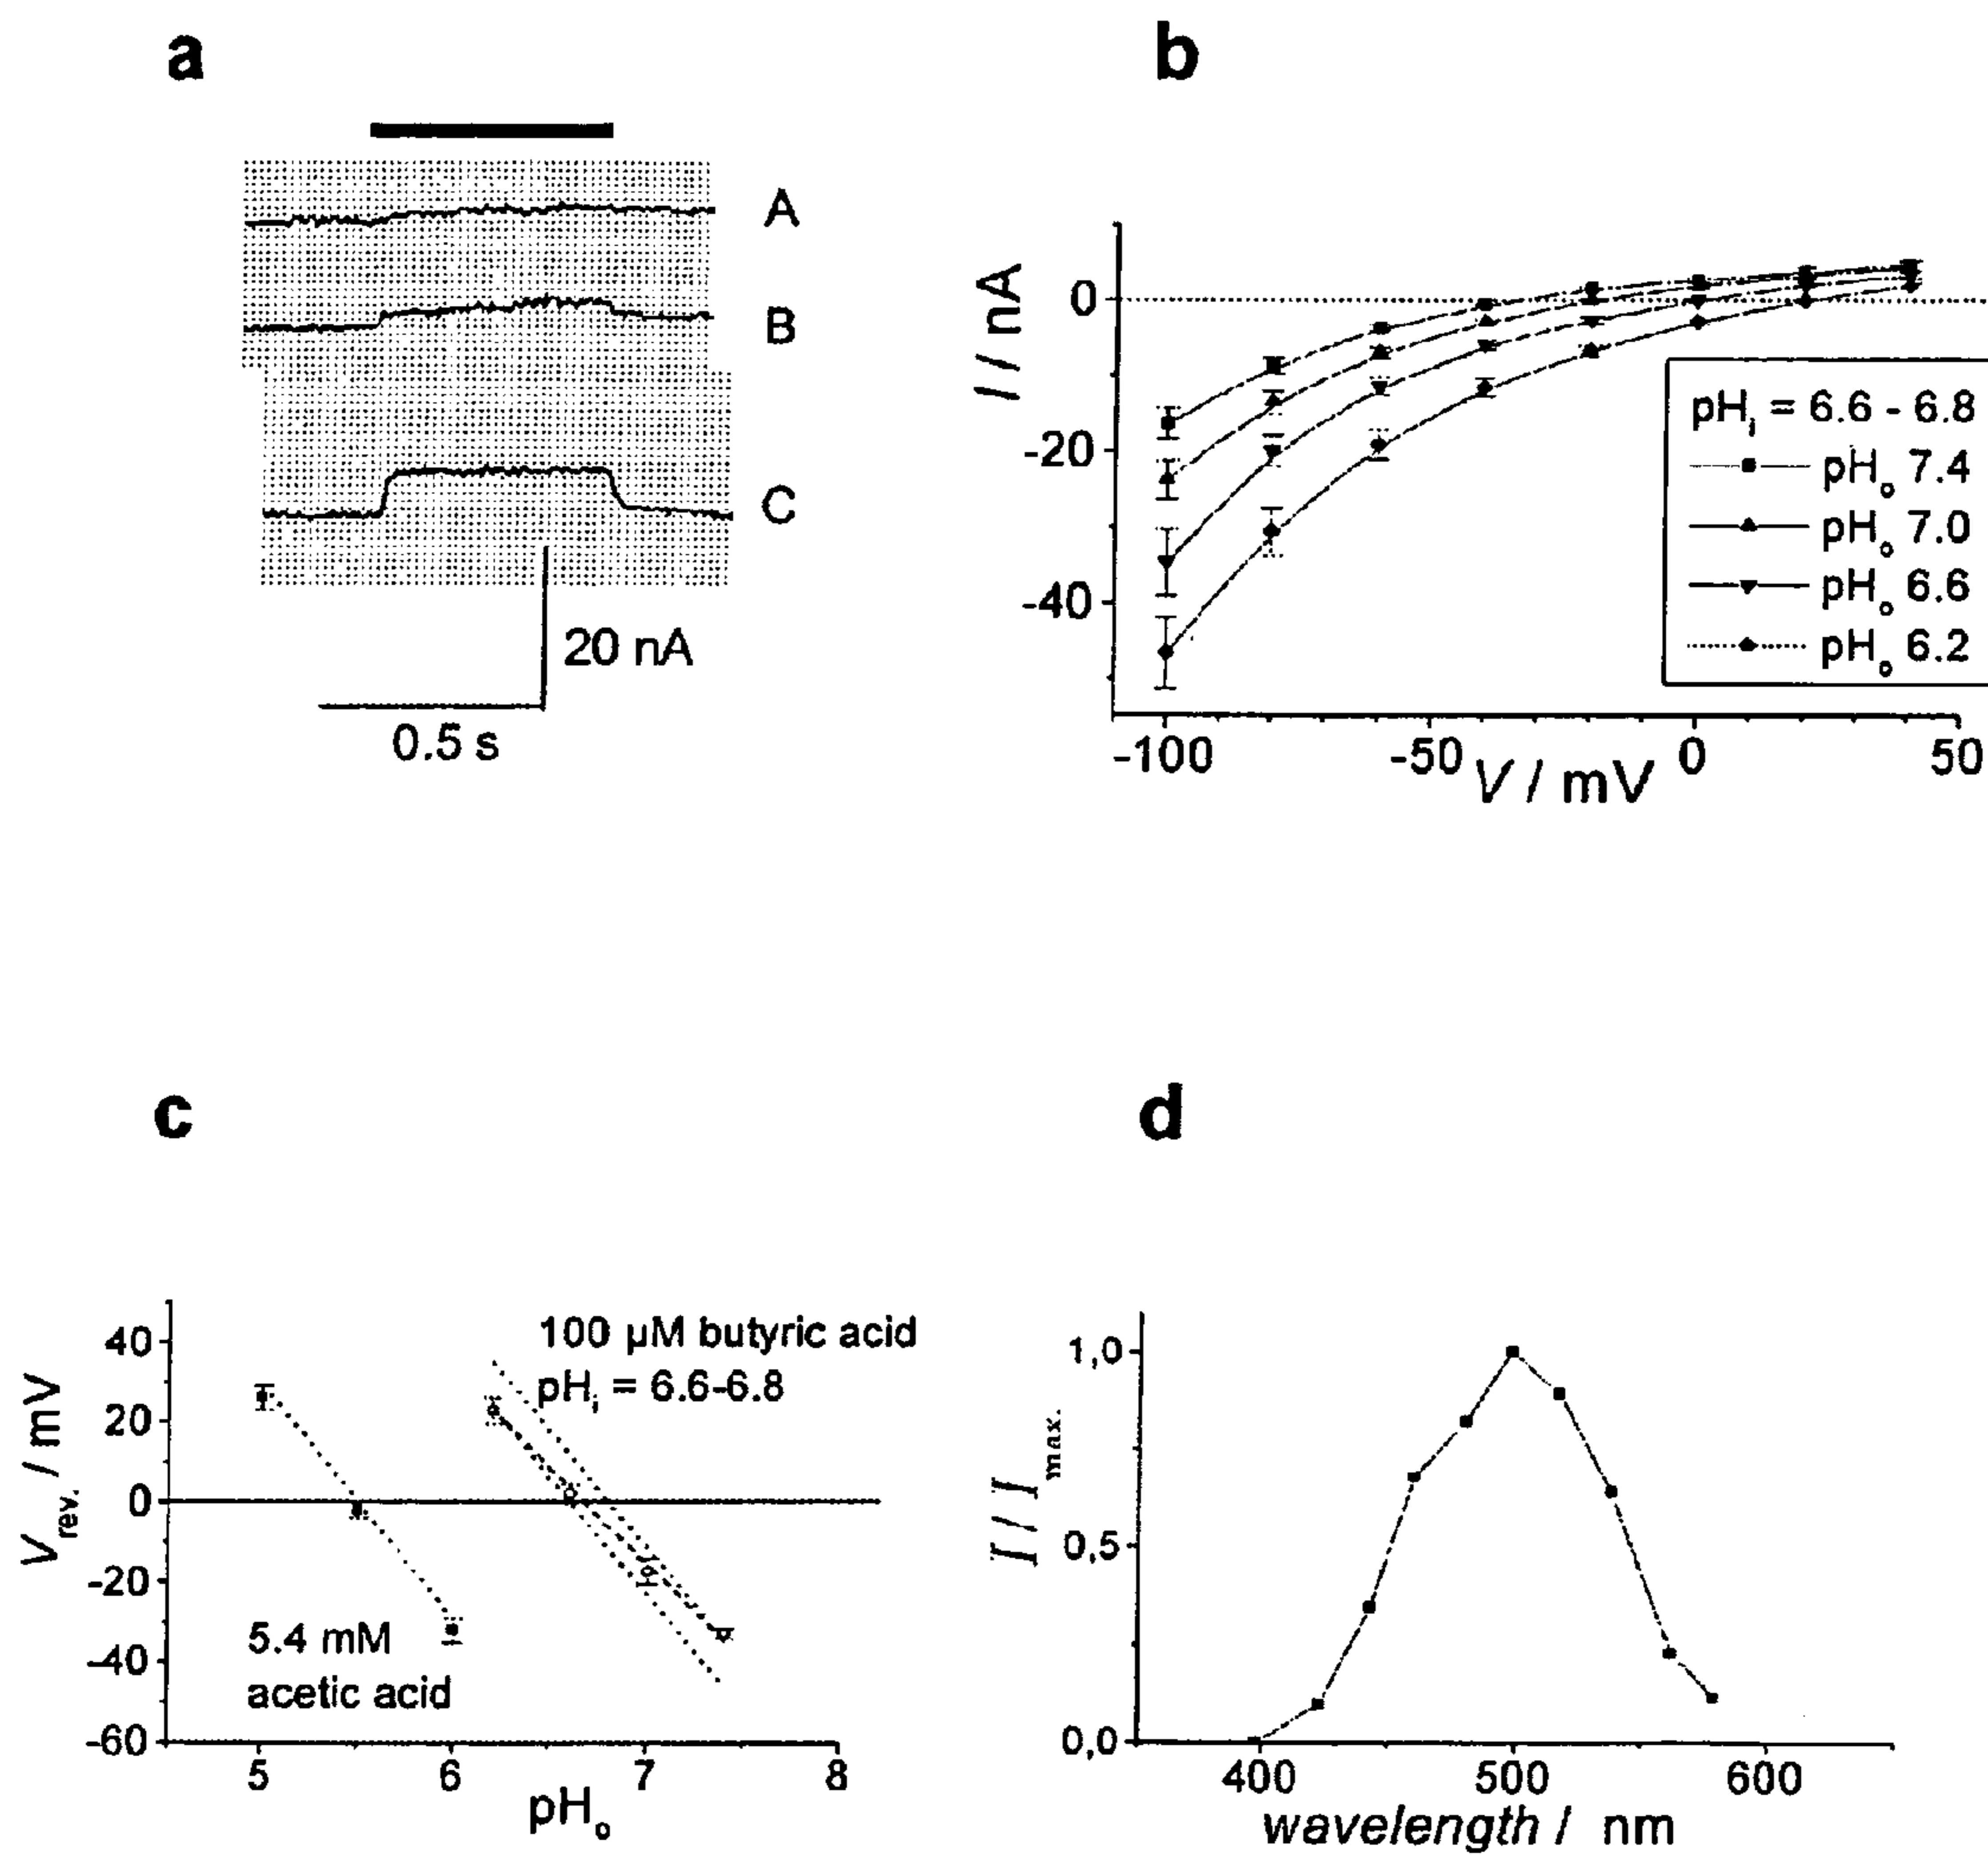 a
A
B
C
20 nA
0.5 s
b
I / nA
0
-20
-40
-100
-50
0
50
V / mV
pHi = 6.6 - 6.8
pHo 7.4
pHo 7.0
pHo 6.6
pHo 6.2
c
Vrev. / mV
40
20
0
-20
-40
-60
100 µM butyric acid
pHi = 6.6-6.8
5.4 mM
acetic acid
5
6
7
8
pHo
d
I / Imax.
1,0
0,5
0,0
400
500
600
wavelength / nm